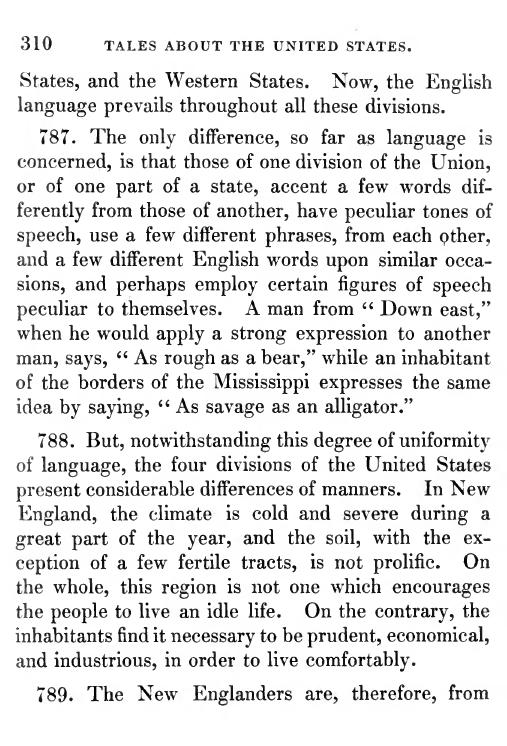 310 TALES ABOUT THE UNITED STATES.
States, and the Western States. Now, the English
language prevails throughout all these divisions.
787. The only difference, so far as language is
concerned, is that those of one division of the Union,
or of one part of a state, accent a few words dif-
ferently from those of another, have peculiar tones of
speech, use a few different phrases, from each other,
and a few different English words upon similar occa-
sions, and perhaps employ certain figures of speech
peculiar to themselves. A man from “ Down east,”
when he would apply a strong expression to another
man, says, “ As rough as a bear,” while an inhabitant
of the borders of the Mississippi expresses the same
idea by saying, “ As savage as an alligator.”
788. But, notwithstanding this degree of uniformity
of language, the four divisions of the United States
present considerable differences of manners. In New
England, the climate is cold and severe during a
great part of the year, and the soil, with the ex-
ception of a few fertile tracts, is not prolific. On
the whole, this region is not one which encourages
the people to live an idle life. On the contrary, the
inhabitants find it necessary to be prudent, economical,
and industrious, in order to live comfortably.
789. The New Englanders are, therefore, from